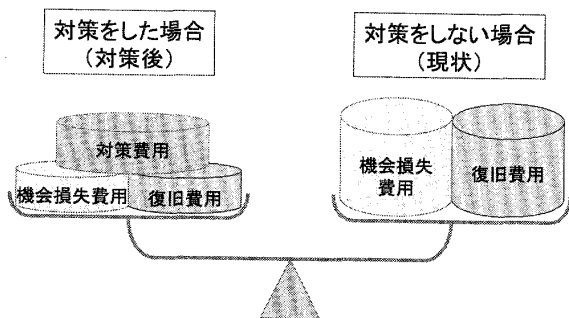 対策をした場合
(対策後)
対策をしない場合
(現状)
対策費用
機会損失費用
復旧費用
機会損失
費用
復旧費用